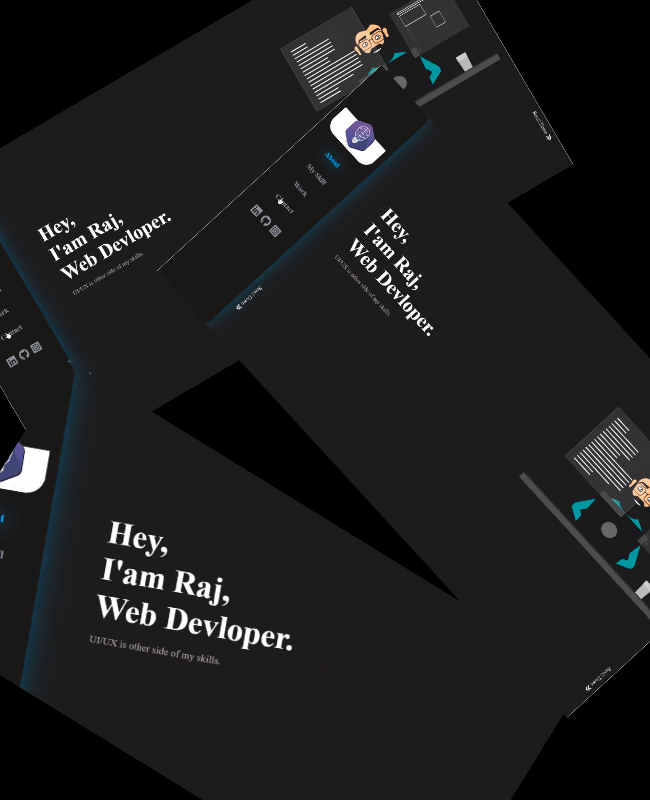 Hey,
I'am Raj,
Web Devloper.
UI/UX is other side of my skills.
About
My Skill
Work
Contact
Hey,
I'am Raj,
Web Devloper.
UI/UX is other side of my skills.
Contact
Hey,
I'am Raj,
Web Devloper.
UI/UX is other side of my skills.